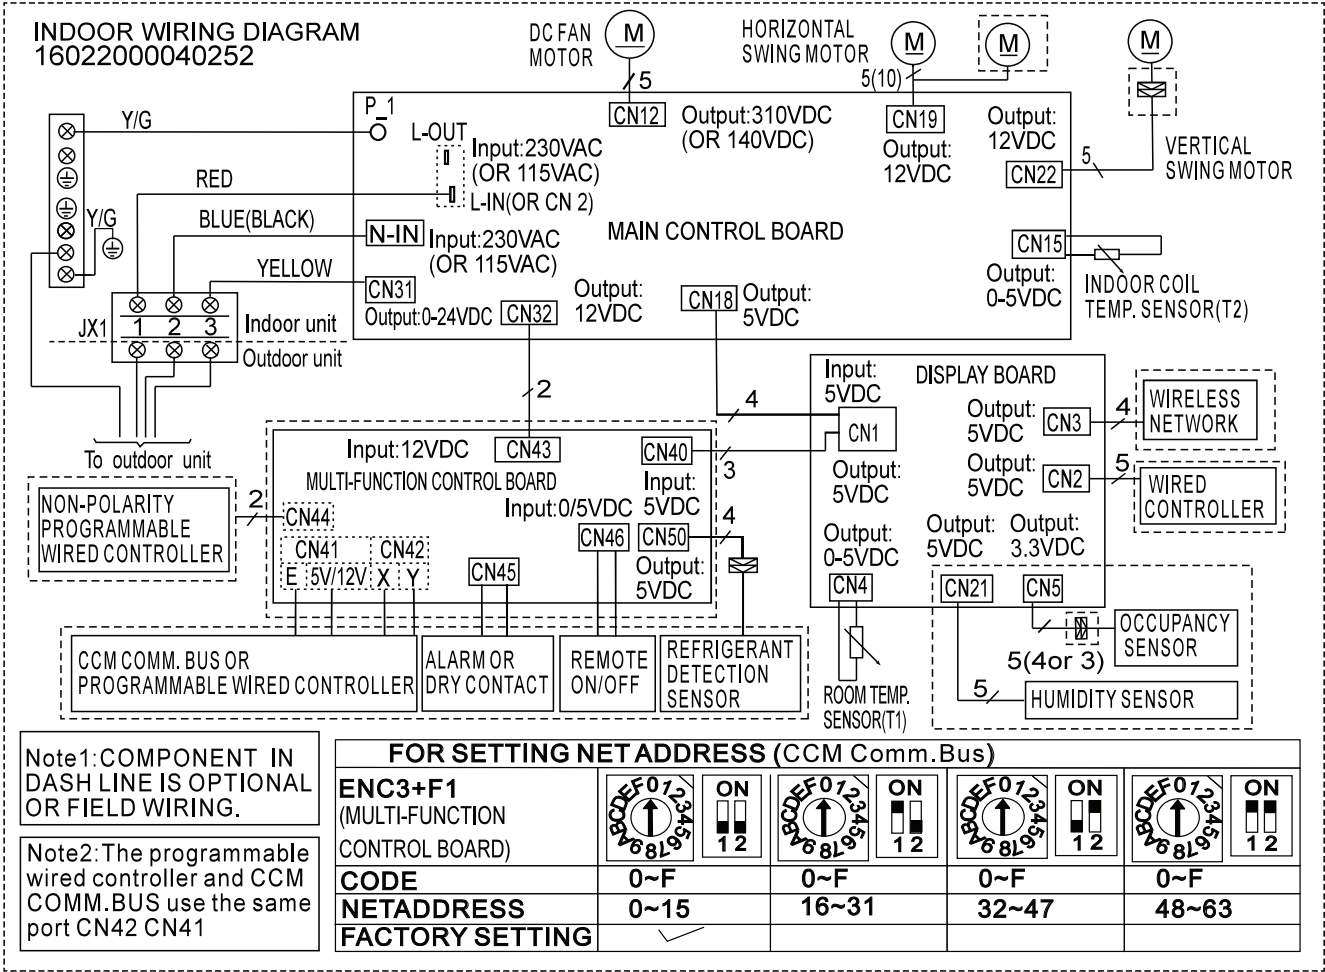 INDOOR WIRING DIAGRAM
16022000040252
DC FAN
MOTOR
M
5
HORIZONTAL
SWING MOTOR
M
M
5(10)
M
VERTICAL
SWING MOTOR
5
P_1
Y/G
L-OUT
CN12
Output:310VDC
(OR 140VDC)
CN19
Output:
12VDC
Output:
12VDC
CN22
Input:230VAC
(OR 115VAC)
L-IN(OR CN 2)
RED
Y/G
BLUE(BLACK)
N-IN
Input:230VAC
(OR 115VAC)
MAIN CONTROL BOARD
CN15
Output:
0-5VDC
INDOOR COIL
TEMP. SENSOR(T2)
YELLOW
CN31
Output:0-24VDC
CN32
Output:
12VDC
CN18
Output:
5VDC
JX1
1 2 3
Indoor unit
Outdoor unit
To outdoor unit
2
4
3
Input:
5VDC
DISPLAY BOARD
CN1
Output:
5VDC
CN3
4
WIRELESS
NETWORK
Output:
5VDC
Output:
5VDC
CN2
5
WIRED
CONTROLLER
Input:12VDC
CN43
CN40
MULTI-FUNCTION CONTROL BOARD
Input:
5VDC
Input:0/5VDC
NON-POLARITY
PROGRAMMABLE
WIRED CONTROLLER
2
CN44
CN41
CN42
E
5V/12V
X
Y
CN45
CN46
CN50
4
Output:
5VDC
Output:
0-5VDC
CN4
Output:
5VDC
CN21
Output:
3.3VDC
CN5
OCCUPANCY
SENSOR
5(4or 3)
5
HUMIDITY SENSOR
ROOM TEMP.
SENSOR(T1)
CCM COMM. BUS OR
PROGRAMMABLE WIRED CONTROLLER
ALARM OR
DRY CONTACT
REMOTE
ON/OFF
REFRIGERANT
DETECTION
SENSOR
Note1:COMPONENT IN
DASH LINE IS OPTIONAL
OR FIELD WIRING.
Note2:The programmable
wired controller and CCM
COMM.BUS use the same
port CN42 CN41
FOR SETTING NET ADDRESS (CCM Comm.Bus)
ENC3+F1
(MULTI-FUNCTION
CONTROL BOARD)
0123456789ABCDEF
ON
1 2
0123456789ABCDEF
ON
1 2
0123456789ABCDEF
ON
1 2
0123456789ABCDEF
ON
1 2
CODE 0~F 0~F 0~F 0~F
NETADDRESS 0~15 16~31 32~47 48~63
FACTORY SETTING